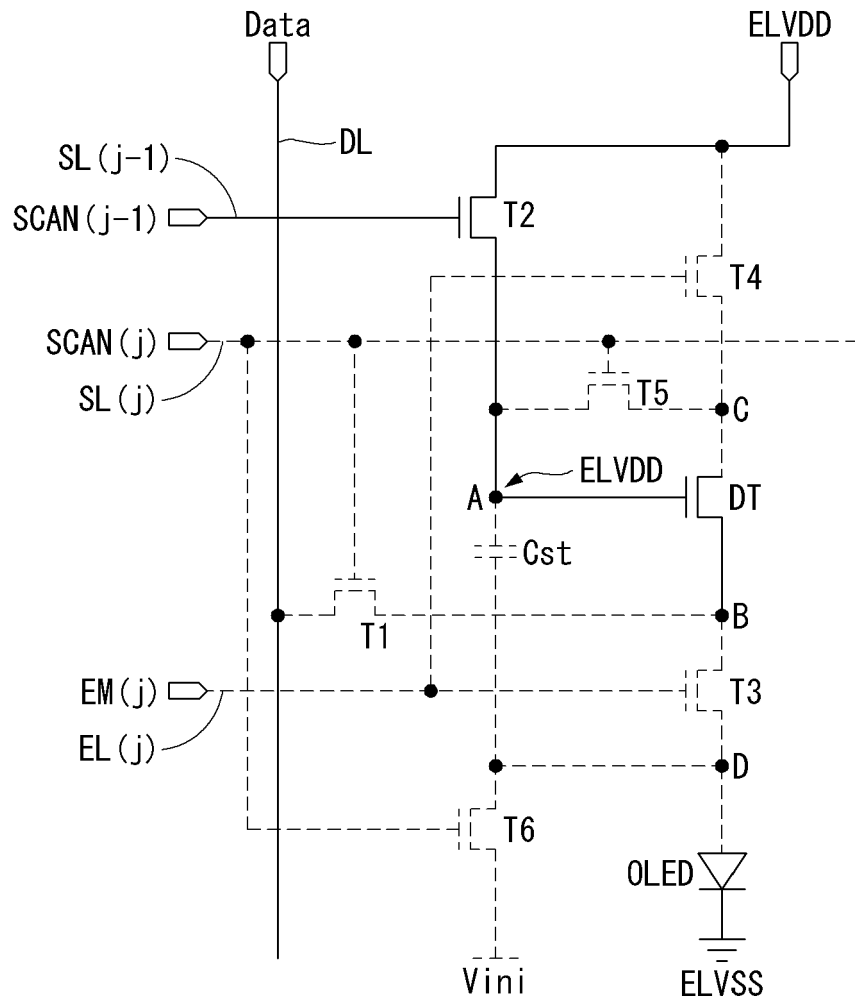 Data
ELVDD
DL
SL(j-1)
SCAN(j-1)
T2
T4
SCAN(j)
SL(j)
T5
C
ELVDD
A
DT
Cst
B
T1
EM(j)
T3
EL(j)
D
T6
OLED
Vini
ELVSS